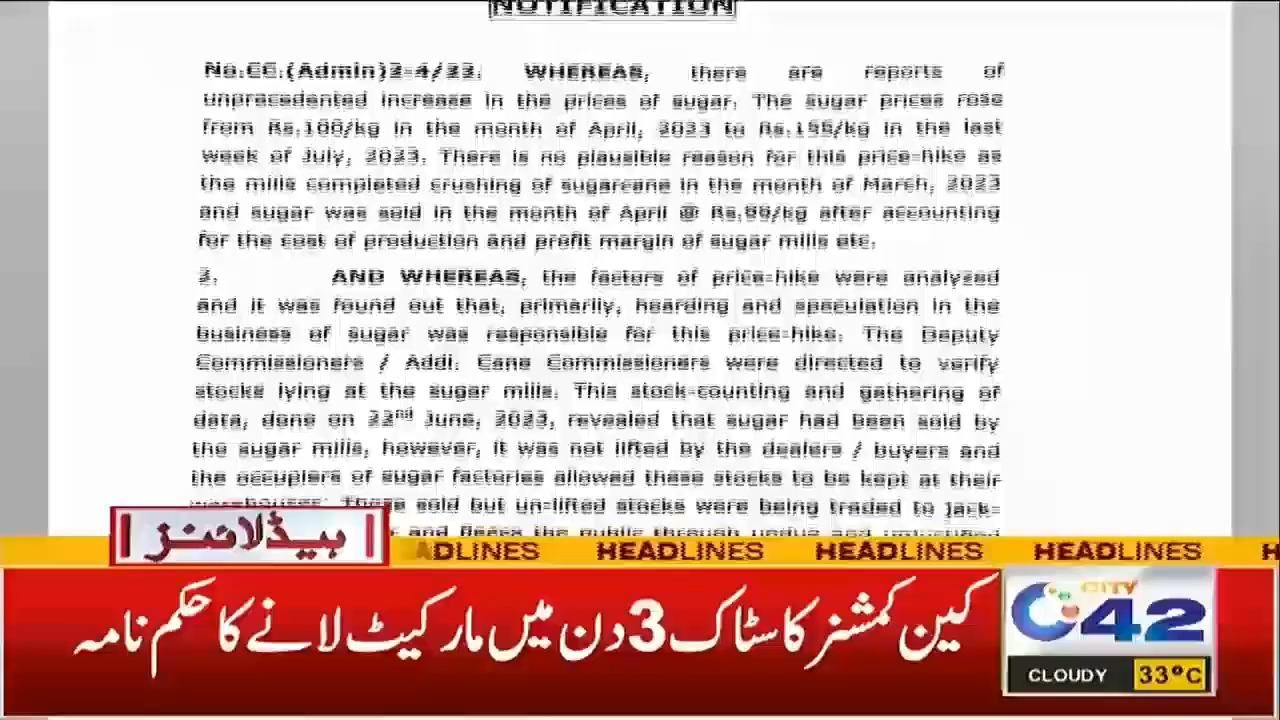 NOTIFICATION
No.CC.(Admin)2-4/23. WHEREAS, there are reports of
unprecedented increase in the prices of sugar. The sugar prices rose
from Rs.100/kg in the month of April, 2023 to Rs.155/kg in the last
week of July, 2023. There is no plausible reason for this price-hike as
the mills completed crushing of sugarcane in the month of March, 2023
and sugar was sold in the month of April @ Rs.99/kg after accounting
for the cost of production and profit margin of sugar mills etc.
2. AND WHEREAS, the factors of price-hike were analyzed
and it was found out that, primarily, hoarding and speculation in the
business of sugar was responsible for this price-hike. The Deputy
Commissioners / Addl. Cane Commissioners were directed to verify
stocks lying at the sugar mills. This stock-counting and gathering of
data, done on 22nd June, 2023, revealed that sugar had been sold by
the sugar mills, however, it was not lifted by the dealers / buyers and
the occupiers of sugar factories allowed these stocks to be kept at their
warehouses. These sold but un-lifted stocks were being traded to jack-
and fleece the public through undue and
ہیڈلائنز
ADLINES HEADLINES HEADLINES HEADLINES H
کین کمشنر کا سٹاک 3 دن میں مارکیٹ لانے کا حکم نامہ
CITY
42
CLOUDY 33°C